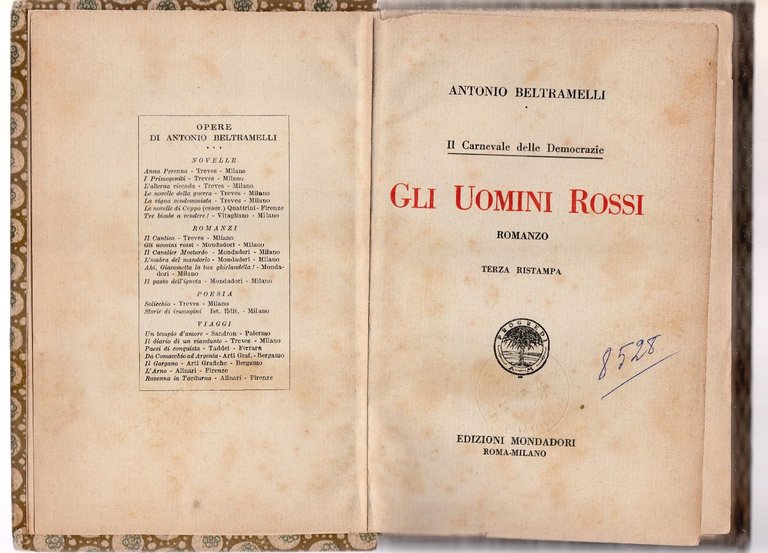 OPERE
DI ANTONIO BELTRAMELLI
NOVELLE
Anna Perenna - Treves - Milano
I Primogeniti - Treves - Milano
L'alterna vicenda - Treves - Milano
Le novelle della guerra - Treves - Milano
La vigna vendemmiata - Treves - Milano
Le novelle di Ceppo (esaur.) Quattrini - Firenze
Tre bimbe a vendere! - Vitagliano - Milano
ROMANZI
Il Cantico - Treves - Milano
Gli uomini rossi - Mondadori - Milano
Il Cavalier Mostardo - Mondadori - Milano
L'ombra del mandorlo - Mondadori - Milano
Ahi, Giacometta la tua ghirlandella! - Monda-
dori - Milano
Il passo dell'ignota - Mondadori - Milano
POESIA
Solicchio - Treves - Milano
Storie di immagini Ist. Edit. - Milano
VIAGGI
Un tempio d'amore - Sandron - Palermo
Il diario di un viandante - Treves - Milano
Paesi di conquista - Taddei - Ferrara
Da Comacchio ad Argenta - Arti Graf. - Bergamo
Il Gargano - Arti Grafiche - Bergamo
L'Arno - Alinari - Firenze
Ravenna la Taciturna - Alinari - Firenze
ANTONIO BELTRAMELLI
Il Carnevale delle Democrazie
GLI UOMINI ROSSI
ROMANZO
TERZA RISTAMPA
PROGREDI
A M
8528
EDIZIONI MONDADORI
ROMA-MILANO